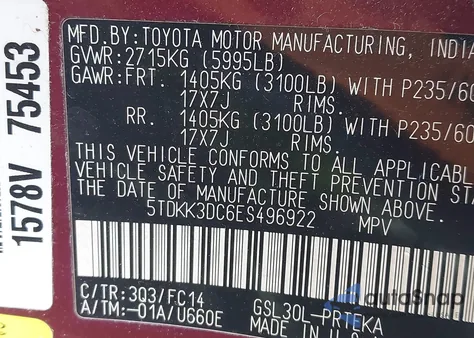 MFD.BY:TOYOTA MOTOR MANUFACTURING, INDIA
GVWR:2715KG (5995LB)
GAWR:FRT. 1405KG (3100LB) WITH P235/60
17X7J RIMS.
RR. 1405KG (3100LB) WITH P235/60
17X7J RIMS.
THIS VEHICLE CONFORMS TO ALL APPLICABL
VEHICLE SAFETY AND THEFT PREVENTION STA
THE DATE OF MANUFACTURE SHOWN ABOVE.
5TDKK3DC6ES496922 MPV
C/TR:3Q3/FC14 GSL30L-PRTEKA
A/TM:-01A/U660E MADE IN U.S.A
1578V 75453
AutoSnap